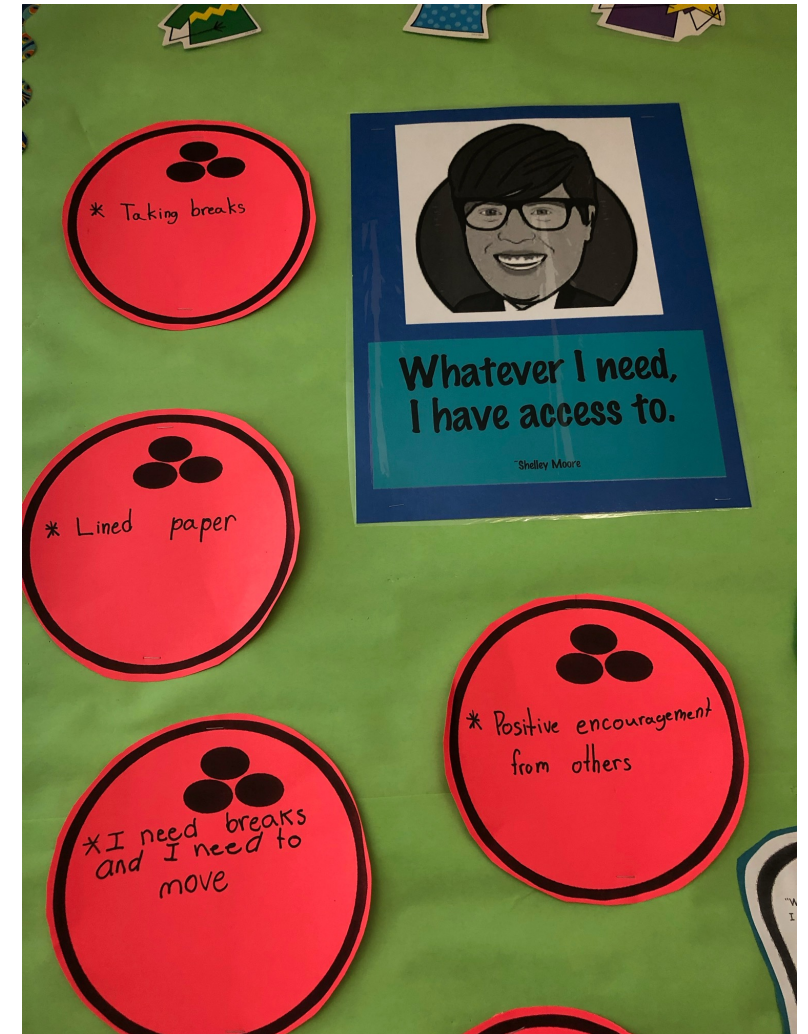 * Taking breaks
Whatever I need,
I have access to.
~Shelley Moore
* Lined paper
* Positive encouragement
from others
* I need breaks
and I need to
move
"W
I